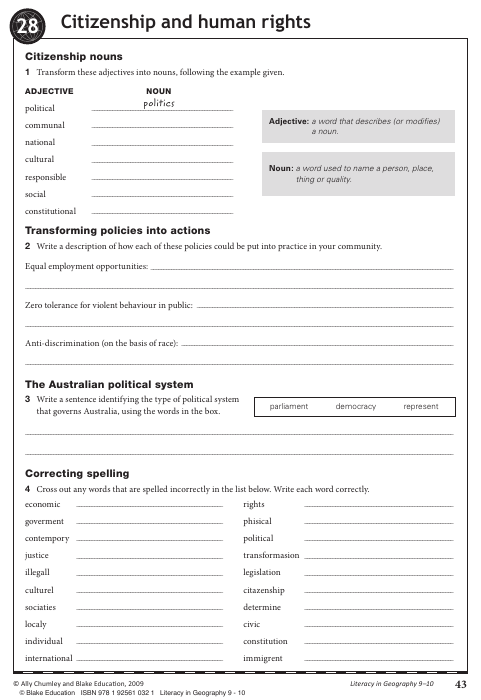 28 Citizenship and human rights
Citizenship nouns
1 Transform these adjectives into nouns, following the example given.
ADJECTIVE NOUN
political politics
communal
national
cultural
responsible
social
constitutional
Adjective: a word that describes (or modifies)
a noun.
Noun: a word used to name a person, place,
thing or quality.
Transforming policies into actions
2 Write a description of how each of these policies could be put into practice in your community.
Equal employment opportunities:
Zero tolerance for violent behaviour in public:
Anti-discrimination (on the basis of race):
The Australian political system
3 Write a sentence identifying the type of political system
that governs Australia, using the words in the box.
parliament democracy represent
Correcting spelling
4 Cross out any words that are spelled incorrectly in the list below. Write each word correctly.
economic rights
goverment phisical
contempory political
justice transformasion
illegall legislation
culturel citazenship
sociaties determine
localy civic
individual constitution
international immigrent
© Ally Chumley and Blake Education, 2009 Literacy in Geography 9–10 43
© Blake Education ISBN 978 1 92561 032 1 Literacy in Geography 9 - 10